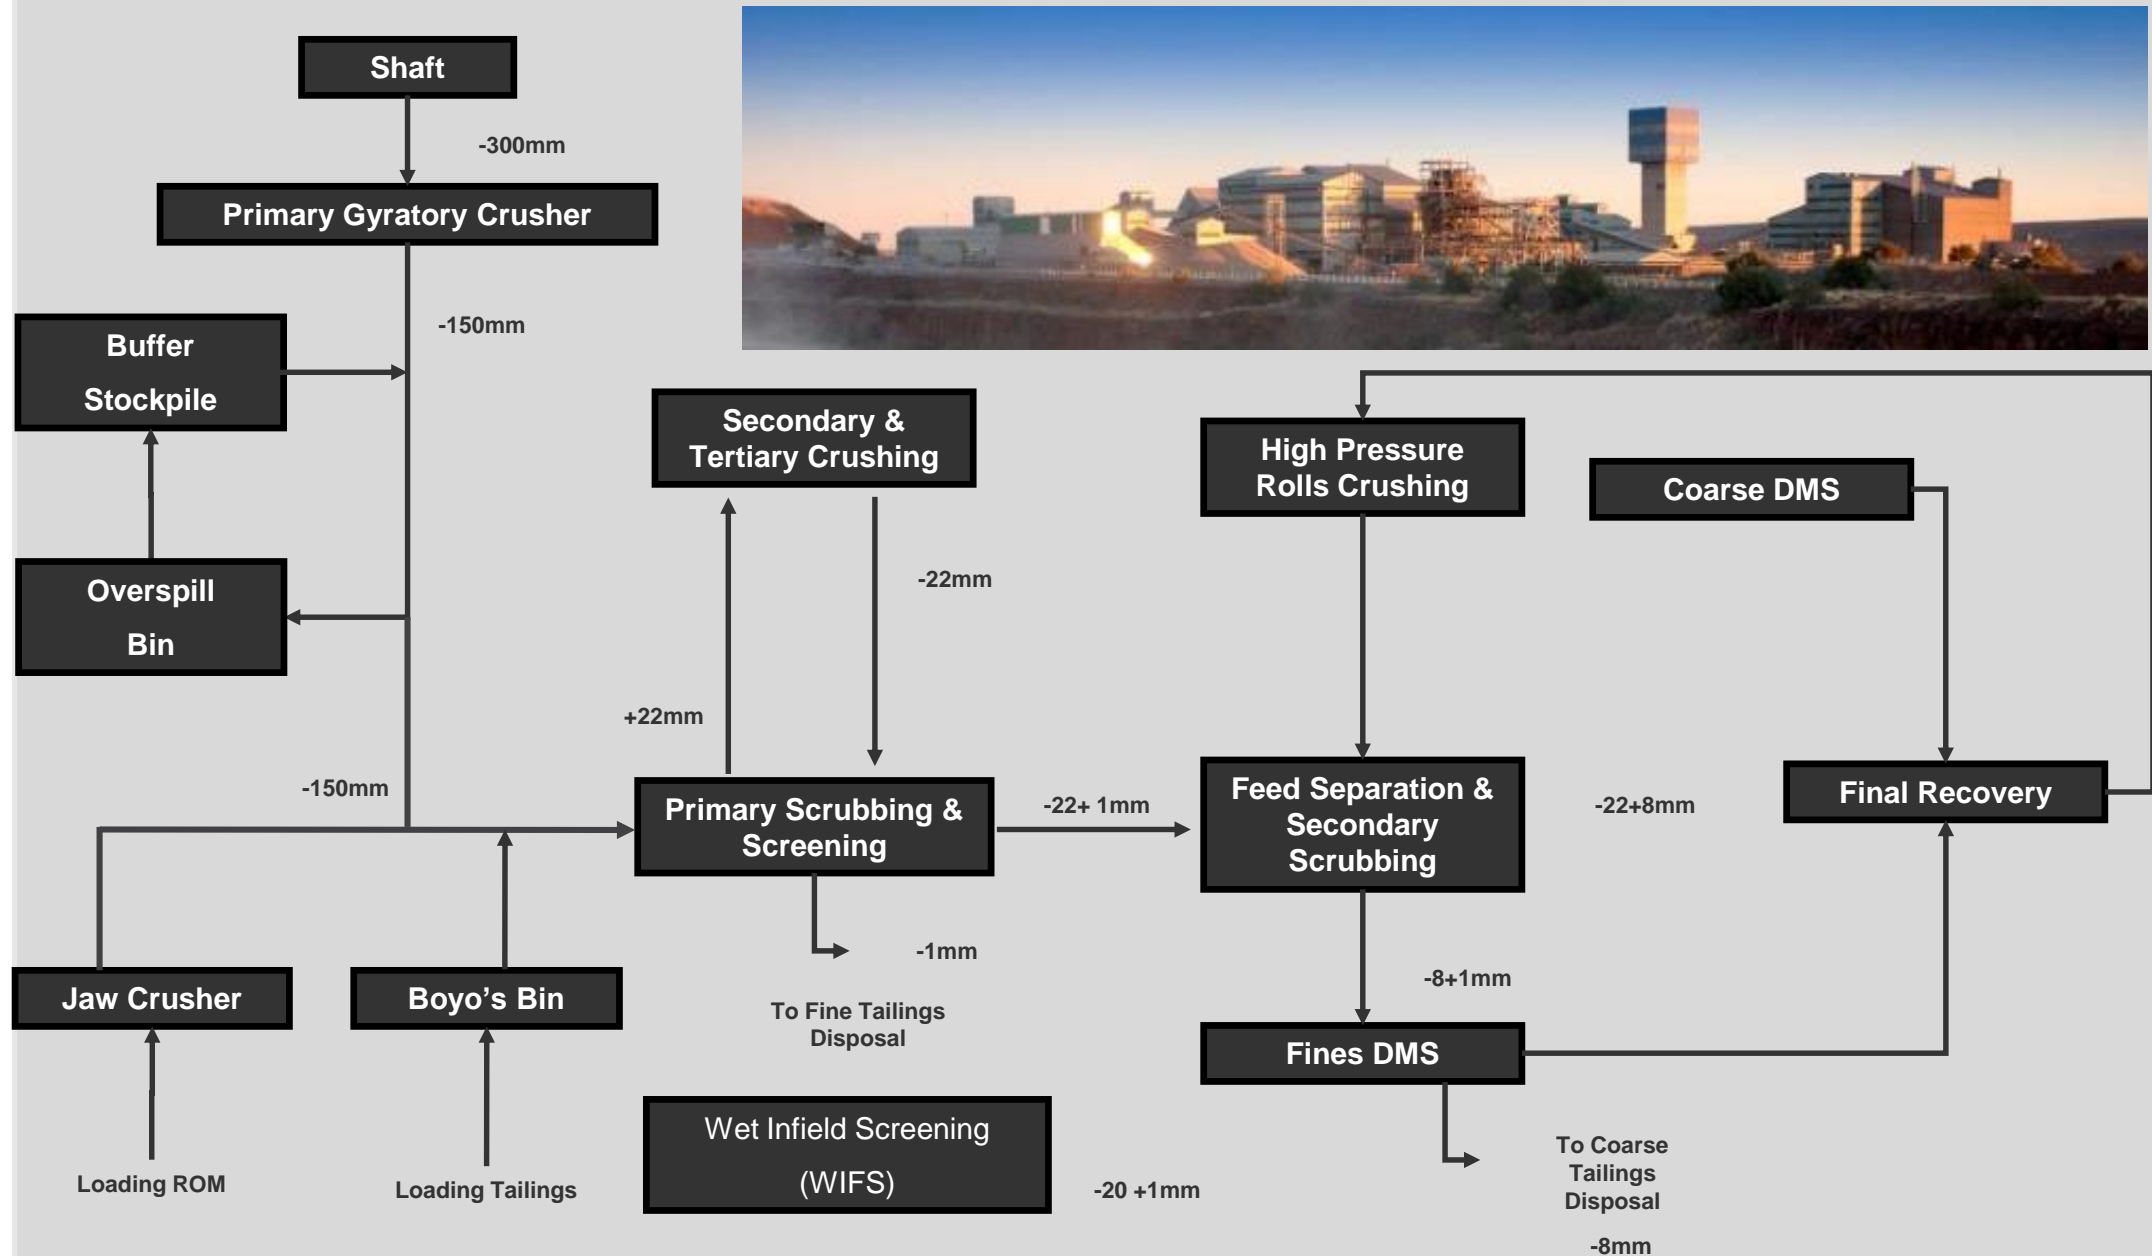 Shaft
-300mm
Primary Gyratory Crusher
-150mm
Buffer
Stockpile
Overspill
Bin
Secondary &
Tertiary Crushing
-22mm
+22mm
High Pressure
Rolls Crushing
Coarse DMS
-150mm
Primary Scrubbing &
Screening
-22+ 1mm
Feed Separation &
Secondary
Scrubbing
-22+8mm
Final Recovery
-1mm
To Fine Tailings
Disposal
-8+1mm
Jaw Crusher
Boyo’s Bin
Fines DMS
Loading ROM
Loading Tailings
Wet Infield Screening
(WIFS)
-20 +1mm
To Coarse
Tailings
Disposal
-8mm